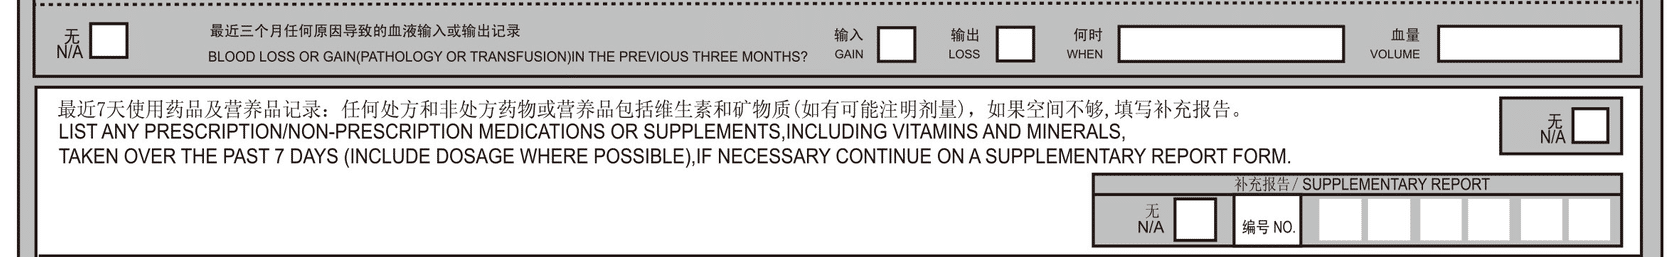 无
N/A
最近三个月任何原因导致的血液输入或输出记录
BLOOD LOSS OR GAIN(PATHOLOGY OR TRANSFUSION)IN THE PREVIOUS THREE MONTHS?
输入
GAIN
输出
LOSS
何时
WHEN
血量
VOLUME
最近7天使用药品及营养品记录：任何处方和非处方药物或营养品包括维生素和矿物质(如有可能注明剂量)，如果空间不够,填写补充报告。
LIST ANY PRESCRIPTION/NON-PRESCRIPTION MEDICATIONS OR SUPPLEMENTS,INCLUDING VITAMINS AND MINERALS,
TAKEN OVER THE PAST 7 DAYS (INCLUDE DOSAGE WHERE POSSIBLE),IF NECESSARY CONTINUE ON A SUPPLEMENTARY REPORT FORM.
无
N/A
补充报告/ SUPPLEMENTARY REPORT
无
N/A
编号 NO.